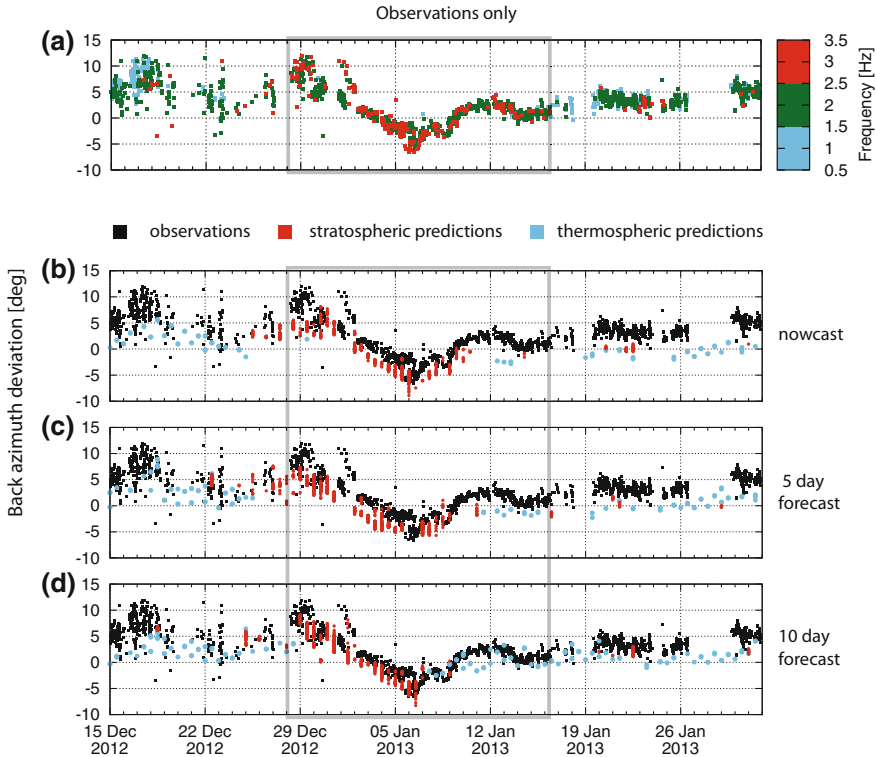 Observations only
(a)
15
10
5
0
-5
-10
3.5
3
2.5
2
1.5
1
0.5
Frequency [Hz]
observations
stratospheric predictions
thermospheric predictions
Back azimuth deviation [deg]
(b)
15
10
5
0
-5
-10
nowcast
(c)
15
10
5
0
-5
-10
5 day
forecast
(d)
15
10
5
0
-5
-10
10 day
forecast
15 Dec
2012
22 Dec
2012
29 Dec
2012
05 Jan
2013
12 Jan
2013
19 Jan
2013
26 Jan
2013